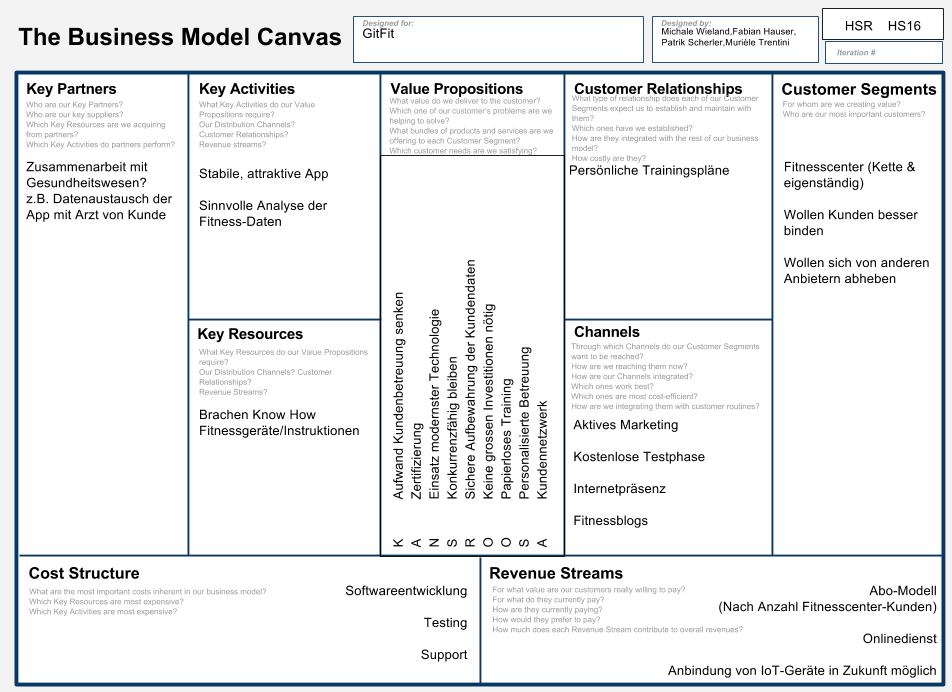 The Business Model Canvas
Designed for:
GitFit
Designed by:
Michale Wieland,Fabian Hauser,
Patrik Scherler,Murièle Trentini
HSR HS16
Iteration #
Key Partners
Who are our Key Partners?
Who are our key suppliers?
Which Key Resources are we acquiring
from partners?
Which Key Activities do partners perform?
Zusammenarbeit mit
Gesundheitswesen?
z.B. Datenaustausch der
App mit Arzt von Kunde
Key Activities
What Key Activities do our Value
Propositions require?
Our Distribution Channels?
Customer Relationships?
Revenue streams?
Stabile, attraktive App
Sinnvolle Analyse der
Fitness-Daten
Key Resources
What Key Resources do our Value Propositions
require?
Our Distribution Channels? Customer
Relationships?
Revenue Streams?
Brachen Know How
Fitnessgeräte/Instruktionen
Value Propositions
What value do we deliver to the customer?
Which one of our customer's problems are we
helping to solve?
What bundles of products and services are we
offering to each Customer Segment?
Which customer needs are we satisfying?
K Aufwand Kundenbetreuung senken
A Zertifizierung
N Einsatz modernster Technologie
S Konkurrenzfähig bleiben
R Sichere Aufbewahrung der Kundendaten
O Keine grossen Investitionen nötig
O Papierloses Training
S Personalisierte Betreuung
A Kundennetzwerk
Customer Relationships
What type of relationship does each of our Customer
Segments expect us to establish and maintain with
them?
Which ones have we established?
How are they integrated with the rest of our business
model?
How costly are they?
Persönliche Trainingspläne
Channels
Through which Channels do our Customer Segments
want to be reached?
How are we reaching them now?
How are our Channels integrated?
Which ones work best?
Which ones are most cost-efficient?
How are we integrating them with customer routines?
Aktives Marketing
Kostenlose Testphase
Internetpräsenz
Fitnessblogs
Customer Segments
For whom are we creating value?
Who are our most important customers?
Fitnesscenter (Kette &
eigenständig)
Wollen Kunden besser
binden
Wollen sich von anderen
Anbietern abheben
Cost Structure
What are the most important costs inherent in our business model?
Which Key Resources are most expensive?
Which Key Activities are most expensive?
Softwareentwicklung
Testing
Support
Revenue Streams
For what value are our customers really willing to pay?
For what do they currently pay?
How are they currently paying?
How would they prefer to pay?
How much does each Revenue Stream contribute to overall revenues?
Abo-Modell
(Nach Anzahl Fitnesscenter-Kunden)
Onlinedienst
Anbindung von IoT-Geräte in Zukunft möglich